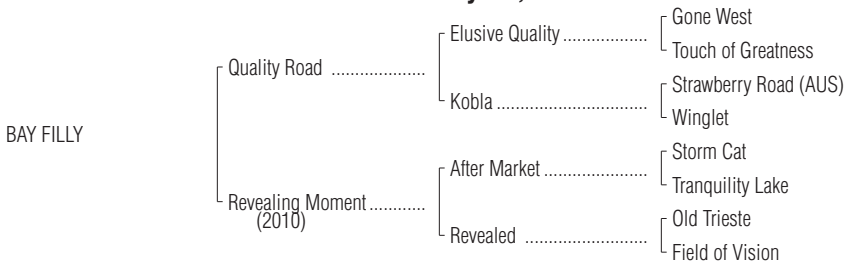 Gone West
Elusive Quality ..................
Touch of Greatness
Quality Road ....................
Strawberry Road (AUS)
Kobla ................................
Winglet
BAY FILLY
Storm Cat
After Market ......................
Tranquility Lake
Revealing Moment ............
(2010)
Old Trieste
Revealed ..........................
Field of Vision